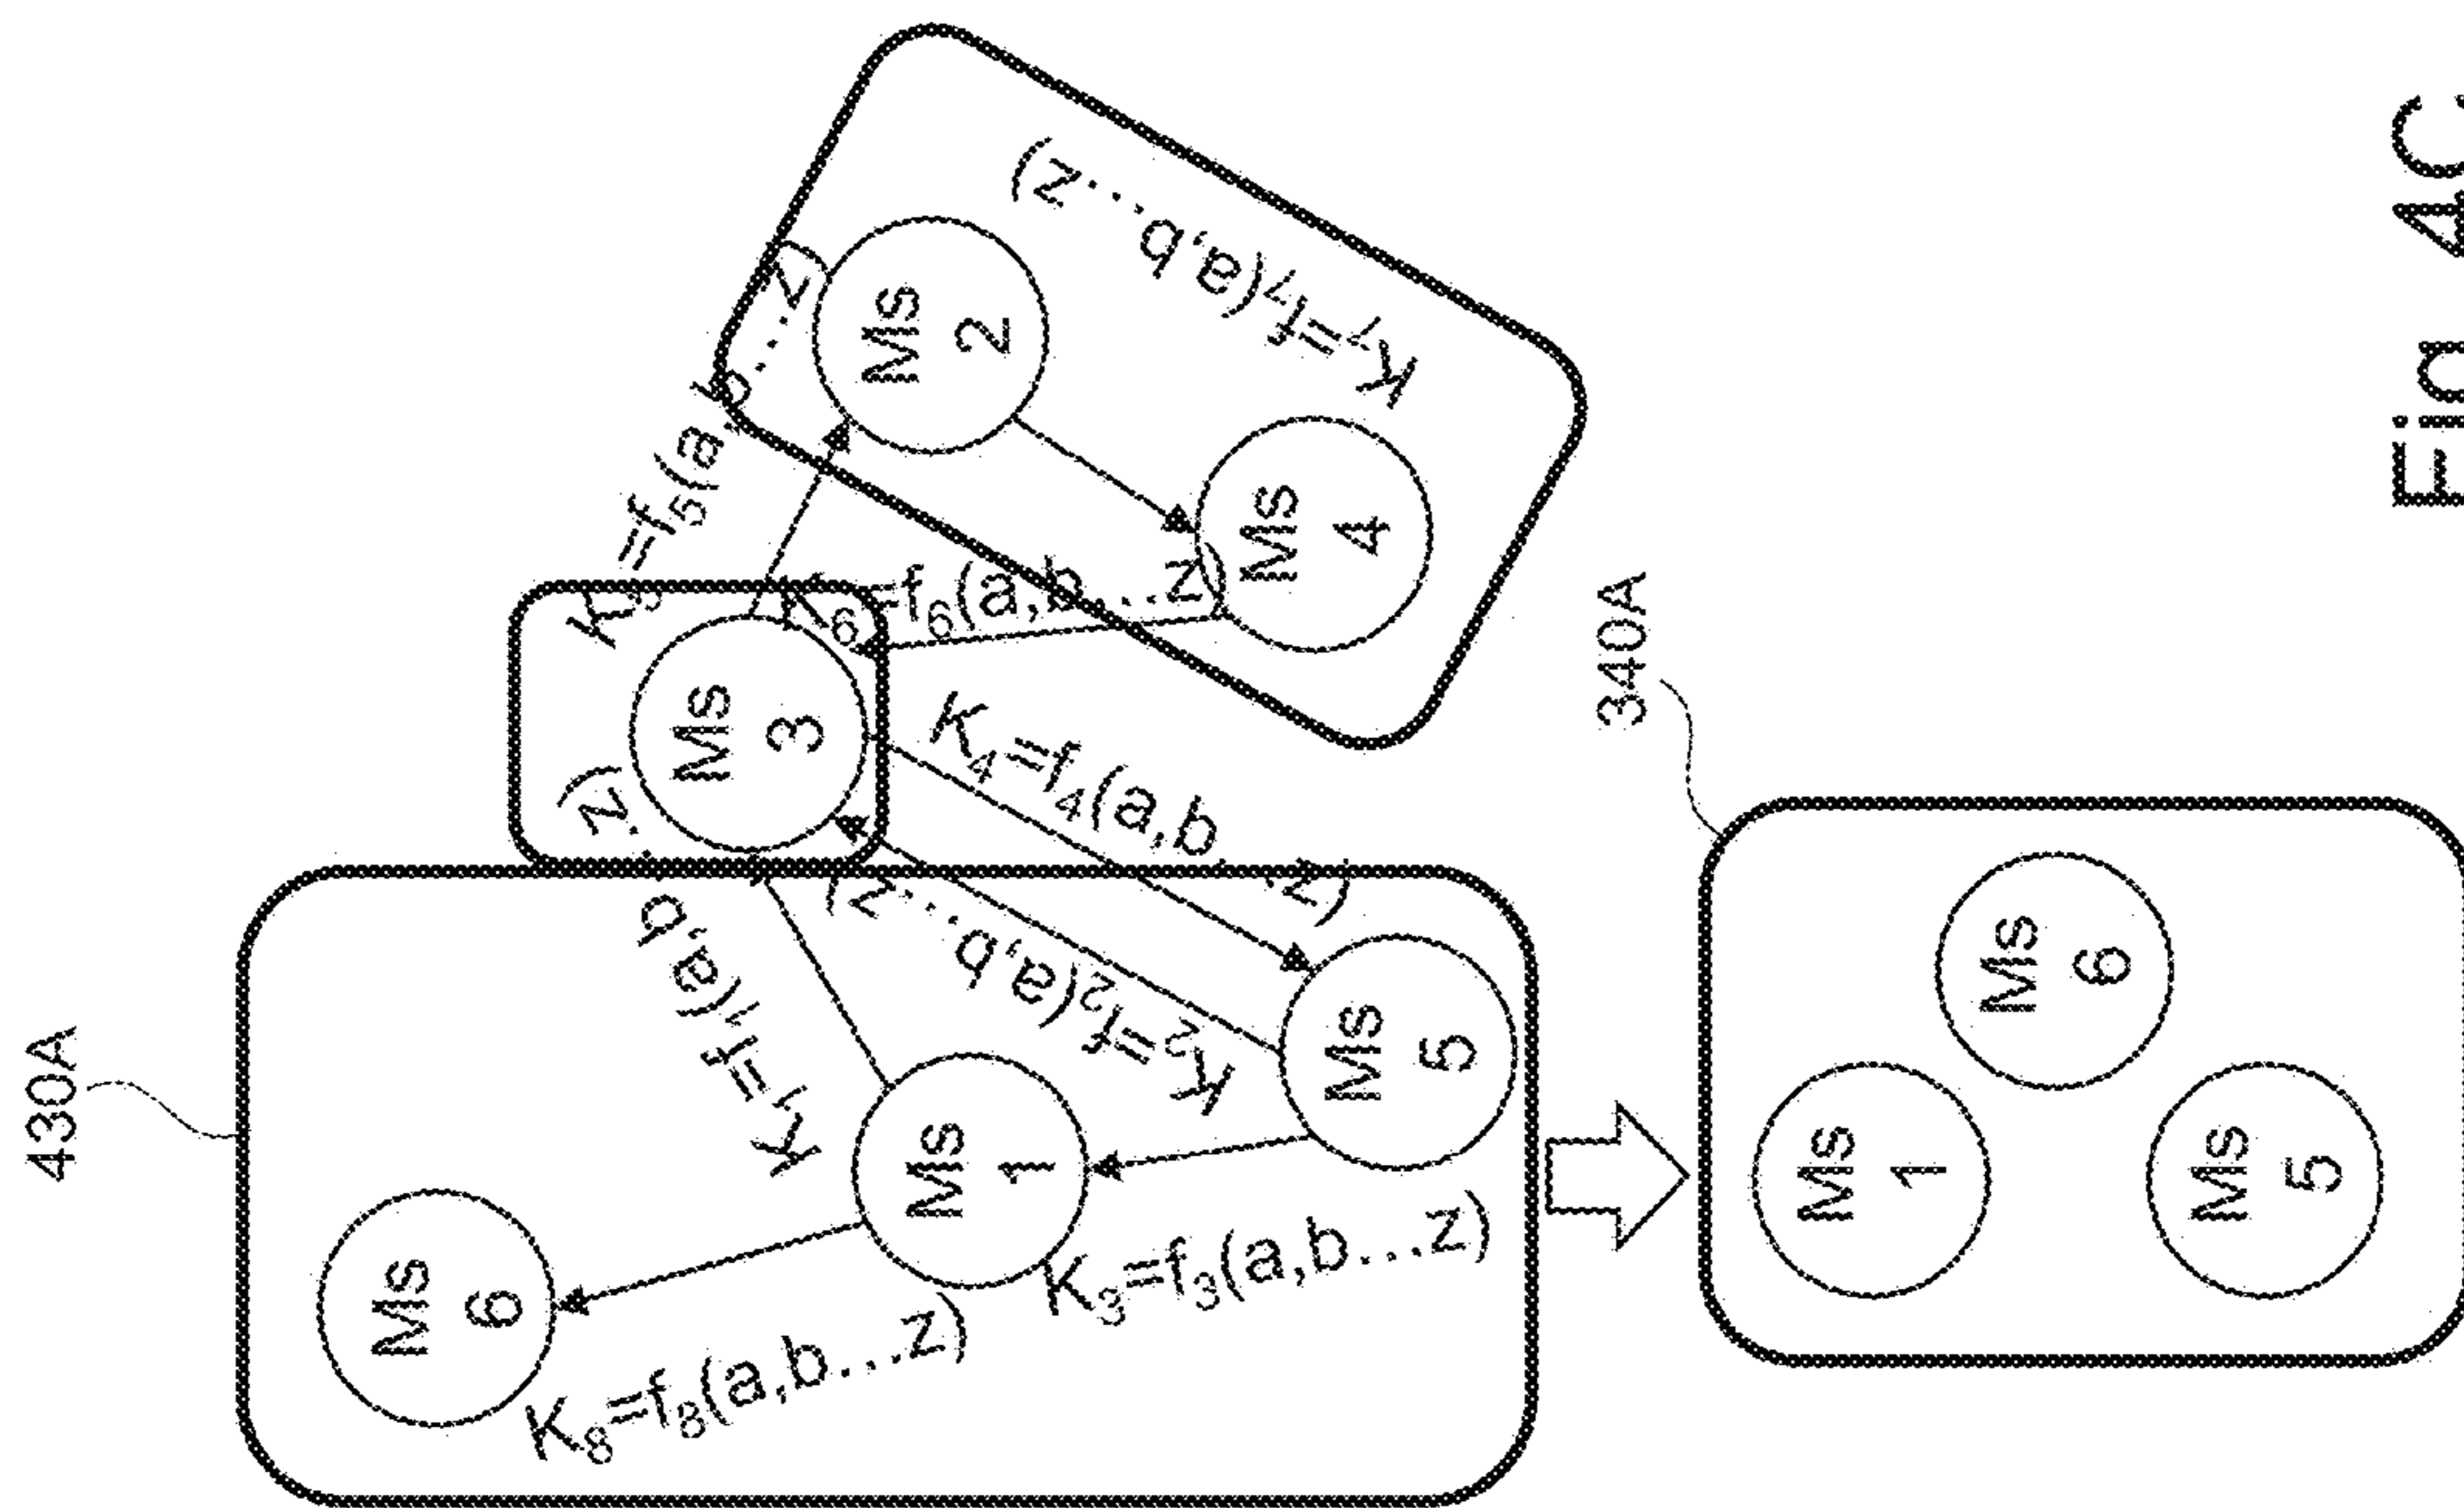 430A
Ms
6
K₈=f₈(a,b...z)
Ms
1
K₁=f₁(a,b...z)
K₃=f₃(a,b...z)
K₂=f₂(a,b...z)
Ms
5
Ms
3
K₄=f₄(a,b...z)
K₅=f₅(a,b...z)
K₆=f₆(a,b...z)
Ms
2
Ms
4
K₇=f₇(a,b...z)
340A
Ms
1
Ms
6
Ms
5
Fig. 4C